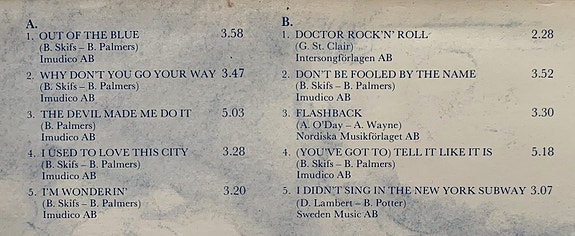 A.
1. OUT OF THE BLUE 3.58
(B. Skifs – B. Palmers)
Imudico AB
2. WHY DON'T YOU GO YOUR WAY 3.47
(B. Skifs – B. Palmers)
Imudico AB
3. THE DEVIL MADE ME DO IT 5.03
(B. Palmers)
Imudico AB
4. I USED TO LOVE THIS CITY 3.28
(B. Skifs – B. Palmers)
Imudico AB
5. I'M WONDERIN' 3.20
(B. Skifs – B. Palmers)
Imudico AB
B.
1. DOCTOR ROCK'N' ROLL 2.28
(G. St. Clair)
Intersongförlagen AB
2. DON'T BE FOOLED BY THE NAME 3.52
(B. Skifs – B. Palmers)
Imudico AB
3. FLASHBACK 3.30
(A. O'Day – A. Wayne)
Nordiska Musikförlaget AB
4. (YOU'VE GOT TO) TELL IT LIKE IT IS 5.18
(B. Skifs – B. Palmers)
Imudico AB
5. I DIDN'T SING IN THE NEW YORK SUBWAY 3.07
(D. Lambert – B. Potter)
Sweden Music AB